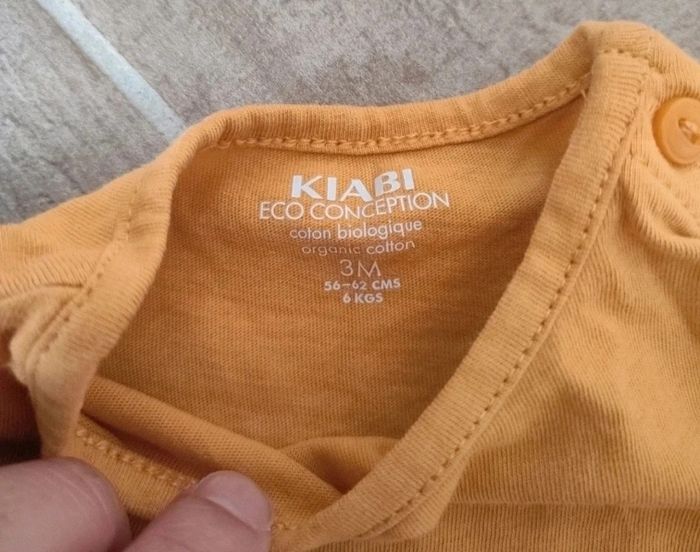 KIABI
ECO CONCEPTION
coton biologique
organic cotton
3M
56-62 CMS
6 KGS